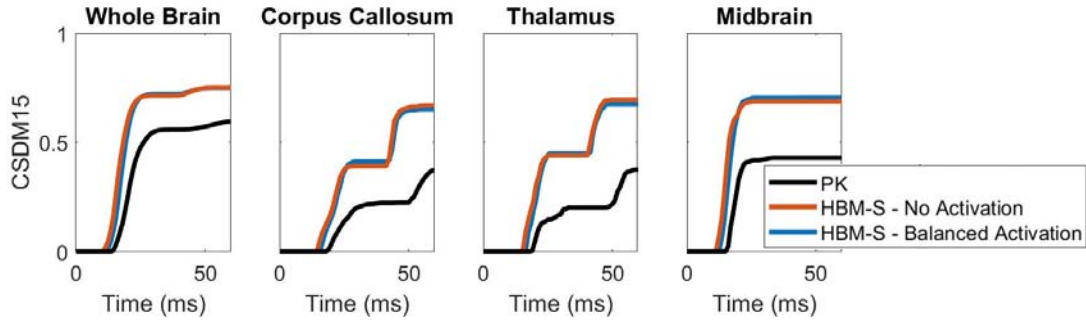 Whole Brain
Corpus Callosum
Thalamus
Midbrain
CSDM15
1
0.5
0
0 50
0 50
0 50
0 50
Time (ms)
Time (ms)
Time (ms)
Time (ms)
PK
HBM-S - No Activation
HBM-S - Balanced Activation